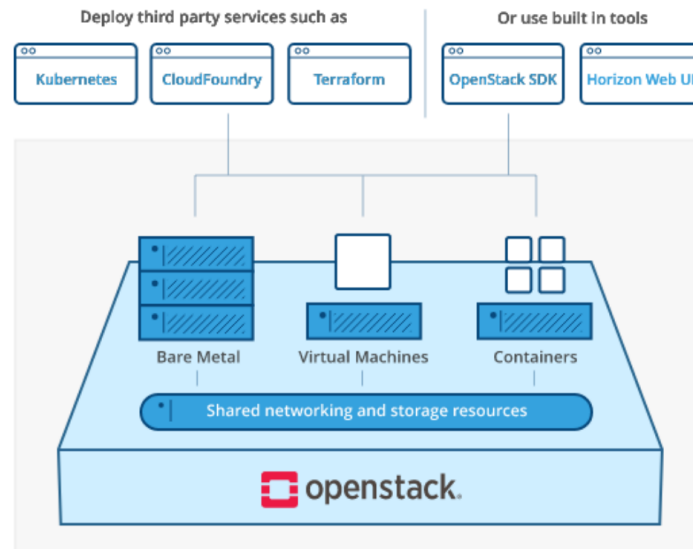 Deploy third party services such as
Or use built in tools
Kubernetes
CloudFoundry
Terraform
OpenStack SDK
Horizon Web UI
Bare Metal
Virtual Machines
Containers
Shared networking and storage resources
openstack.